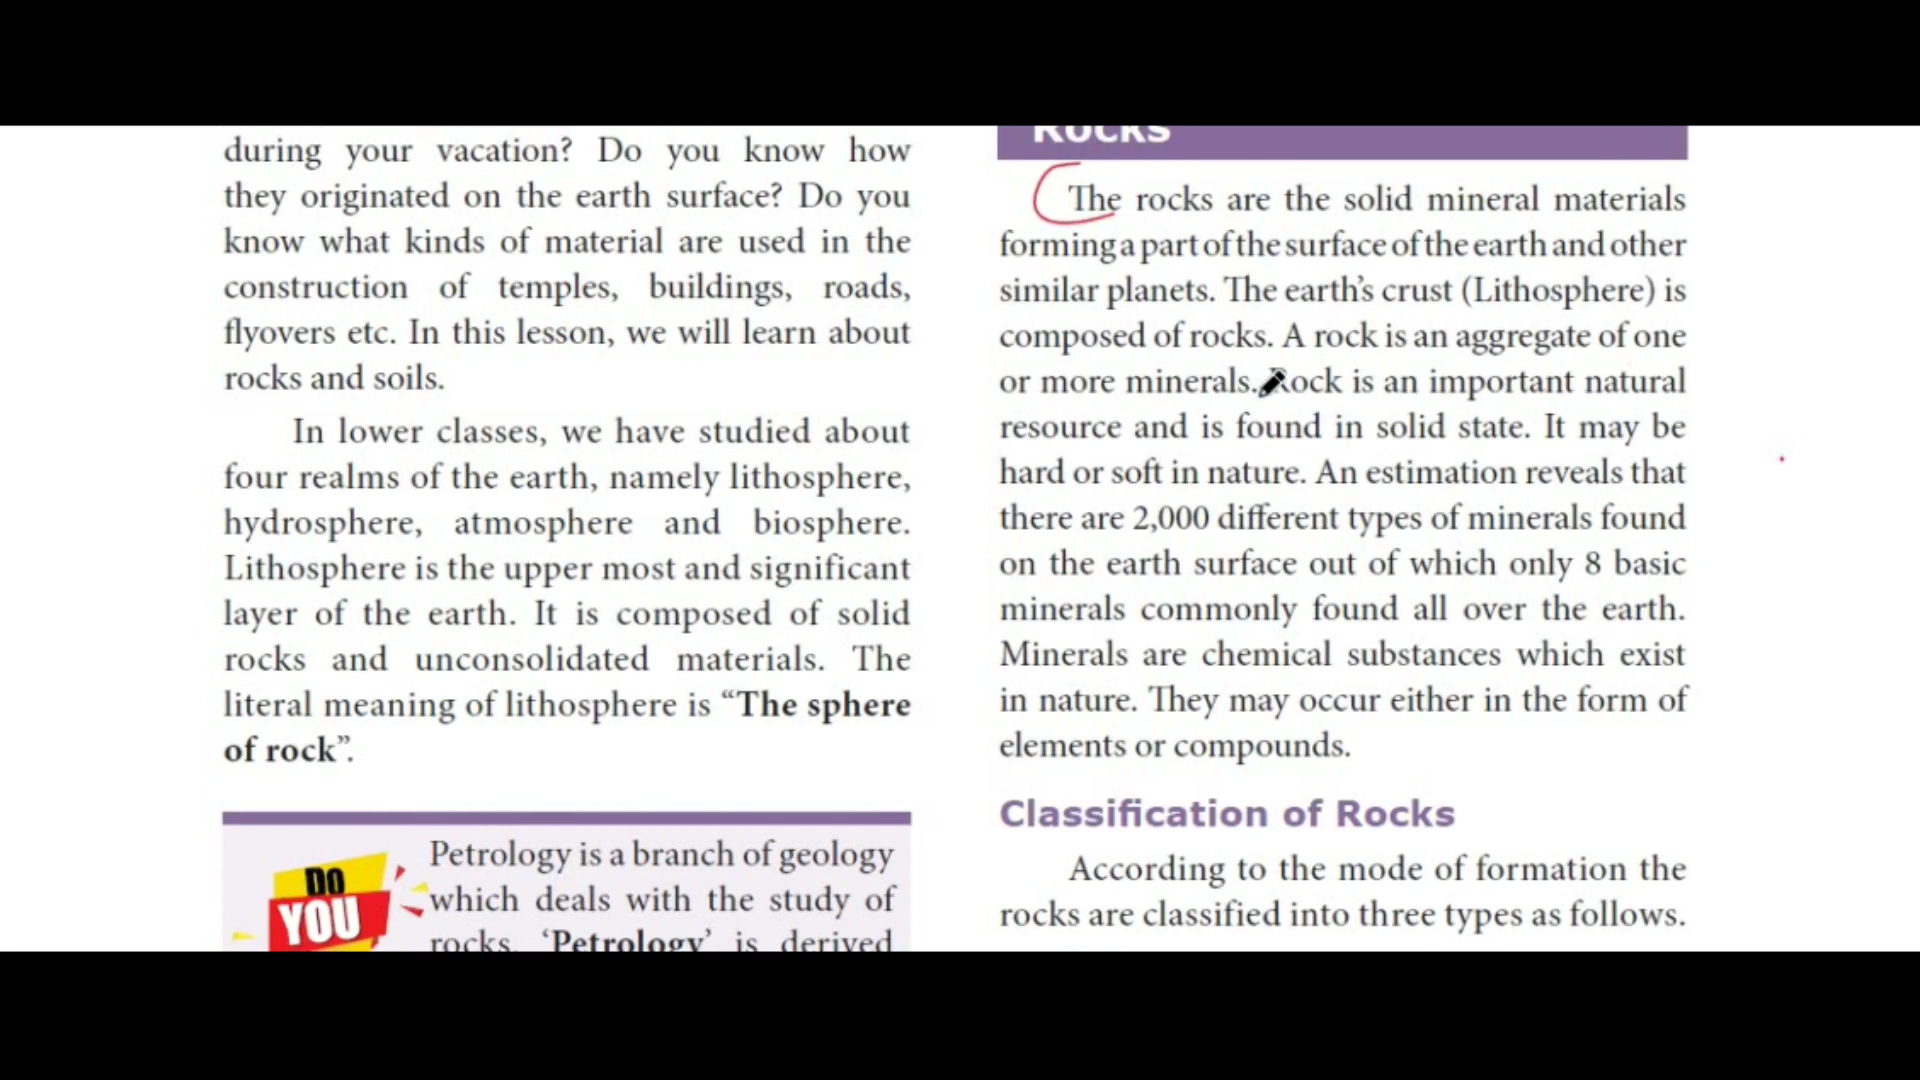 during your vacation? Do you know how
they originated on the earth surface? Do you
know what kinds of material are used in the
construction of temples, buildings, roads,
flyovers etc. In this lesson, we will learn about
rocks and soils.
In lower classes, we have studied about
four realms of the earth, namely lithosphere,
hydrosphere, atmosphere and biosphere.
Lithosphere is the upper most and significant
layer of the earth. It is composed of solid
rocks and unconsolidated materials. The
literal meaning of lithosphere is “The sphere
of rock”.
DO
YOU
Petrology is a branch of geology
which deals with the study of
rocks. ‘Petrology’ is derived
Rocks
The rocks are the solid mineral materials
forming a part of the surface of the earth and other
similar planets. The earth’s crust (Lithosphere) is
composed of rocks. A rock is an aggregate of one
or more minerals. Rock is an important natural
resource and is found in solid state. It may be
hard or soft in nature. An estimation reveals that
there are 2,000 different types of minerals found
on the earth surface out of which only 8 basic
minerals commonly found all over the earth.
Minerals are chemical substances which exist
in nature. They may occur either in the form of
elements or compounds.
Classification of Rocks
According to the mode of formation the
rocks are classified into three types as follows.